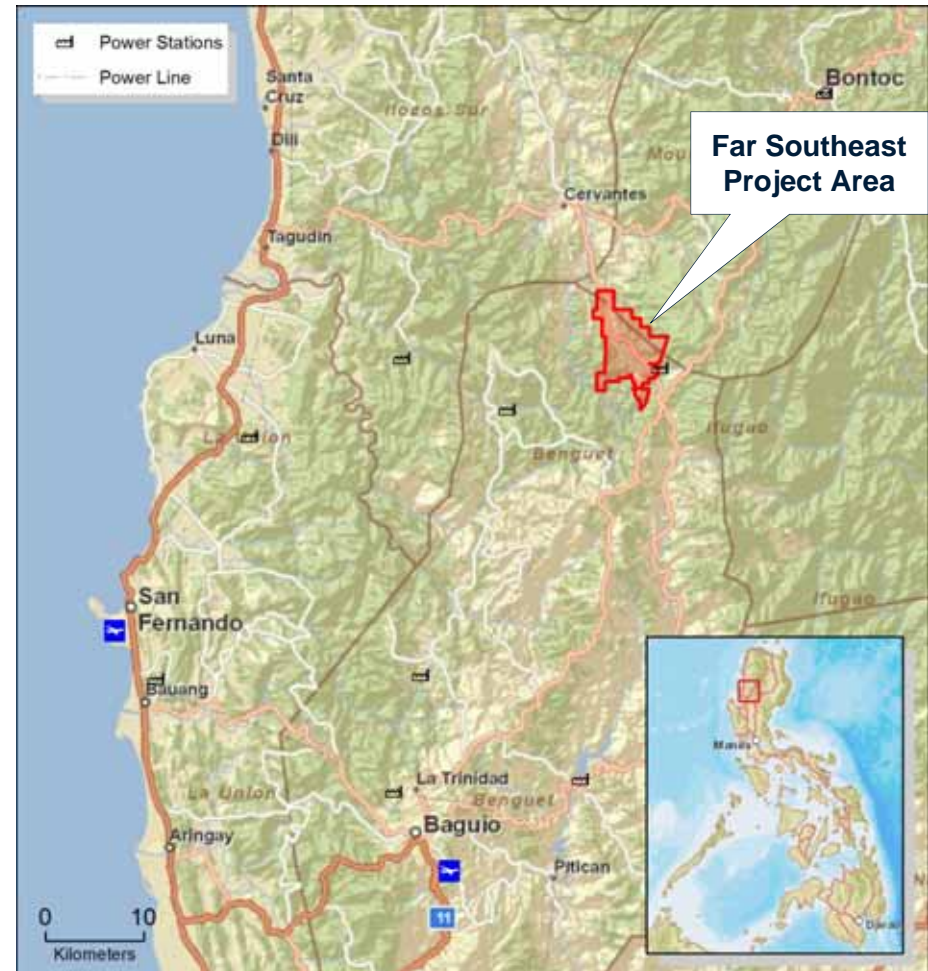 Power Stations
Power Line
Santa
Cruz
Ilocos Sur
Dili
Bontoc
Far Southeast
Project Area
Mou
Cervantes
Tagudin
Luna
La Union
Benguet
Ifugao
San
Fernando
Ifugao
Bauang
Manila
La Trinidad
La Union
Benguet
Baguio
Aringay
Pitican
N
Davao
11
0 10
Kilometers